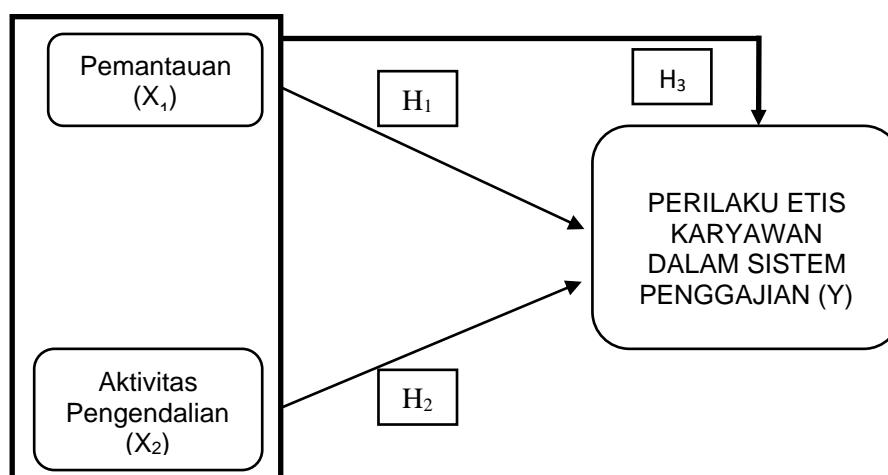 Pemantauan
(X₁)
H₁
H₃
PERILAKU ETIS
KARYAWAN
DALAM SISTEM
PENGGAJIAN (Y)
Aktivitas
Pengendalian
(X₂)
H₂